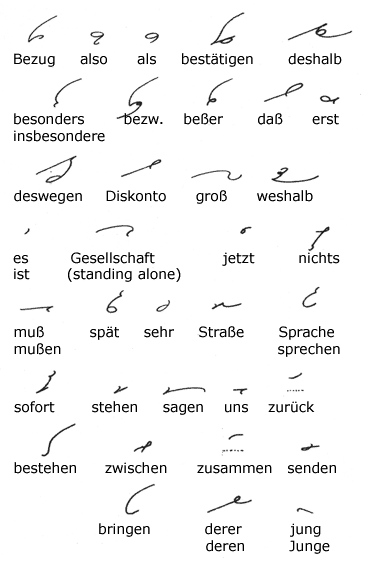 Bezug also als bestätigen deshalb
besonders bezw. beßer daß erst
insbesondere
deswegen Diskonto groß weshalb
es Gesellschaft jetzt nichts
ist (standing alone)
muß spät sehr Straße Sprache
mußen sprechen
sofort stehen sagen uns zurück
bestehen zwischen zusammen senden
bringen derer jung
deren Junge